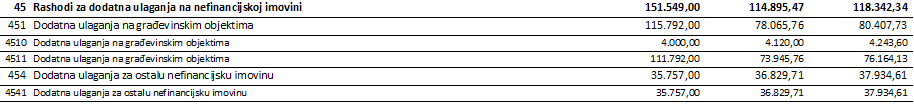 45 Rashodi za dodatna ulaganja na nefinancijskoj imovini 151.549,00 114.895,47 118.342,34
451 Dodatna ulaganja na građevinskim objektima 115.792,00 78.065,76 80.407,73
4510 Dodatna ulaganja na građevinskim objektima 4.000,00 4.120,00 4.243,60
4511 Dodatna ulaganja na građevinskim objektima 111.792,00 73.945,76 76.164,13
454 Dodatna ulaganja za ostalu nefinancijsku imovinu 35.757,00 36.829,71 37.934,61
4541 Dodatna ulaganja za ostalu nefinancijsku imovinu 35.757,00 36.829,71 37.934,61